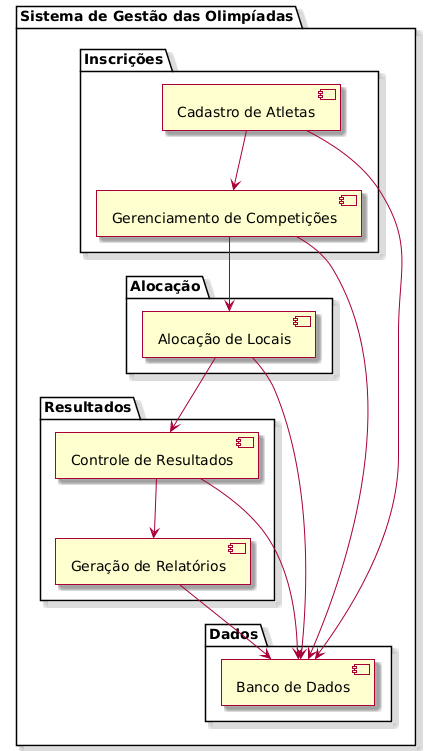 Sistema de Gestão das Olimpíadas
Inscrições
Cadastro de Atletas
Gerenciamento de Competições
Alocação
Alocação de Locais
Resultados
Controle de Resultados
Geração de Relatórios
Dados
Banco de Dados